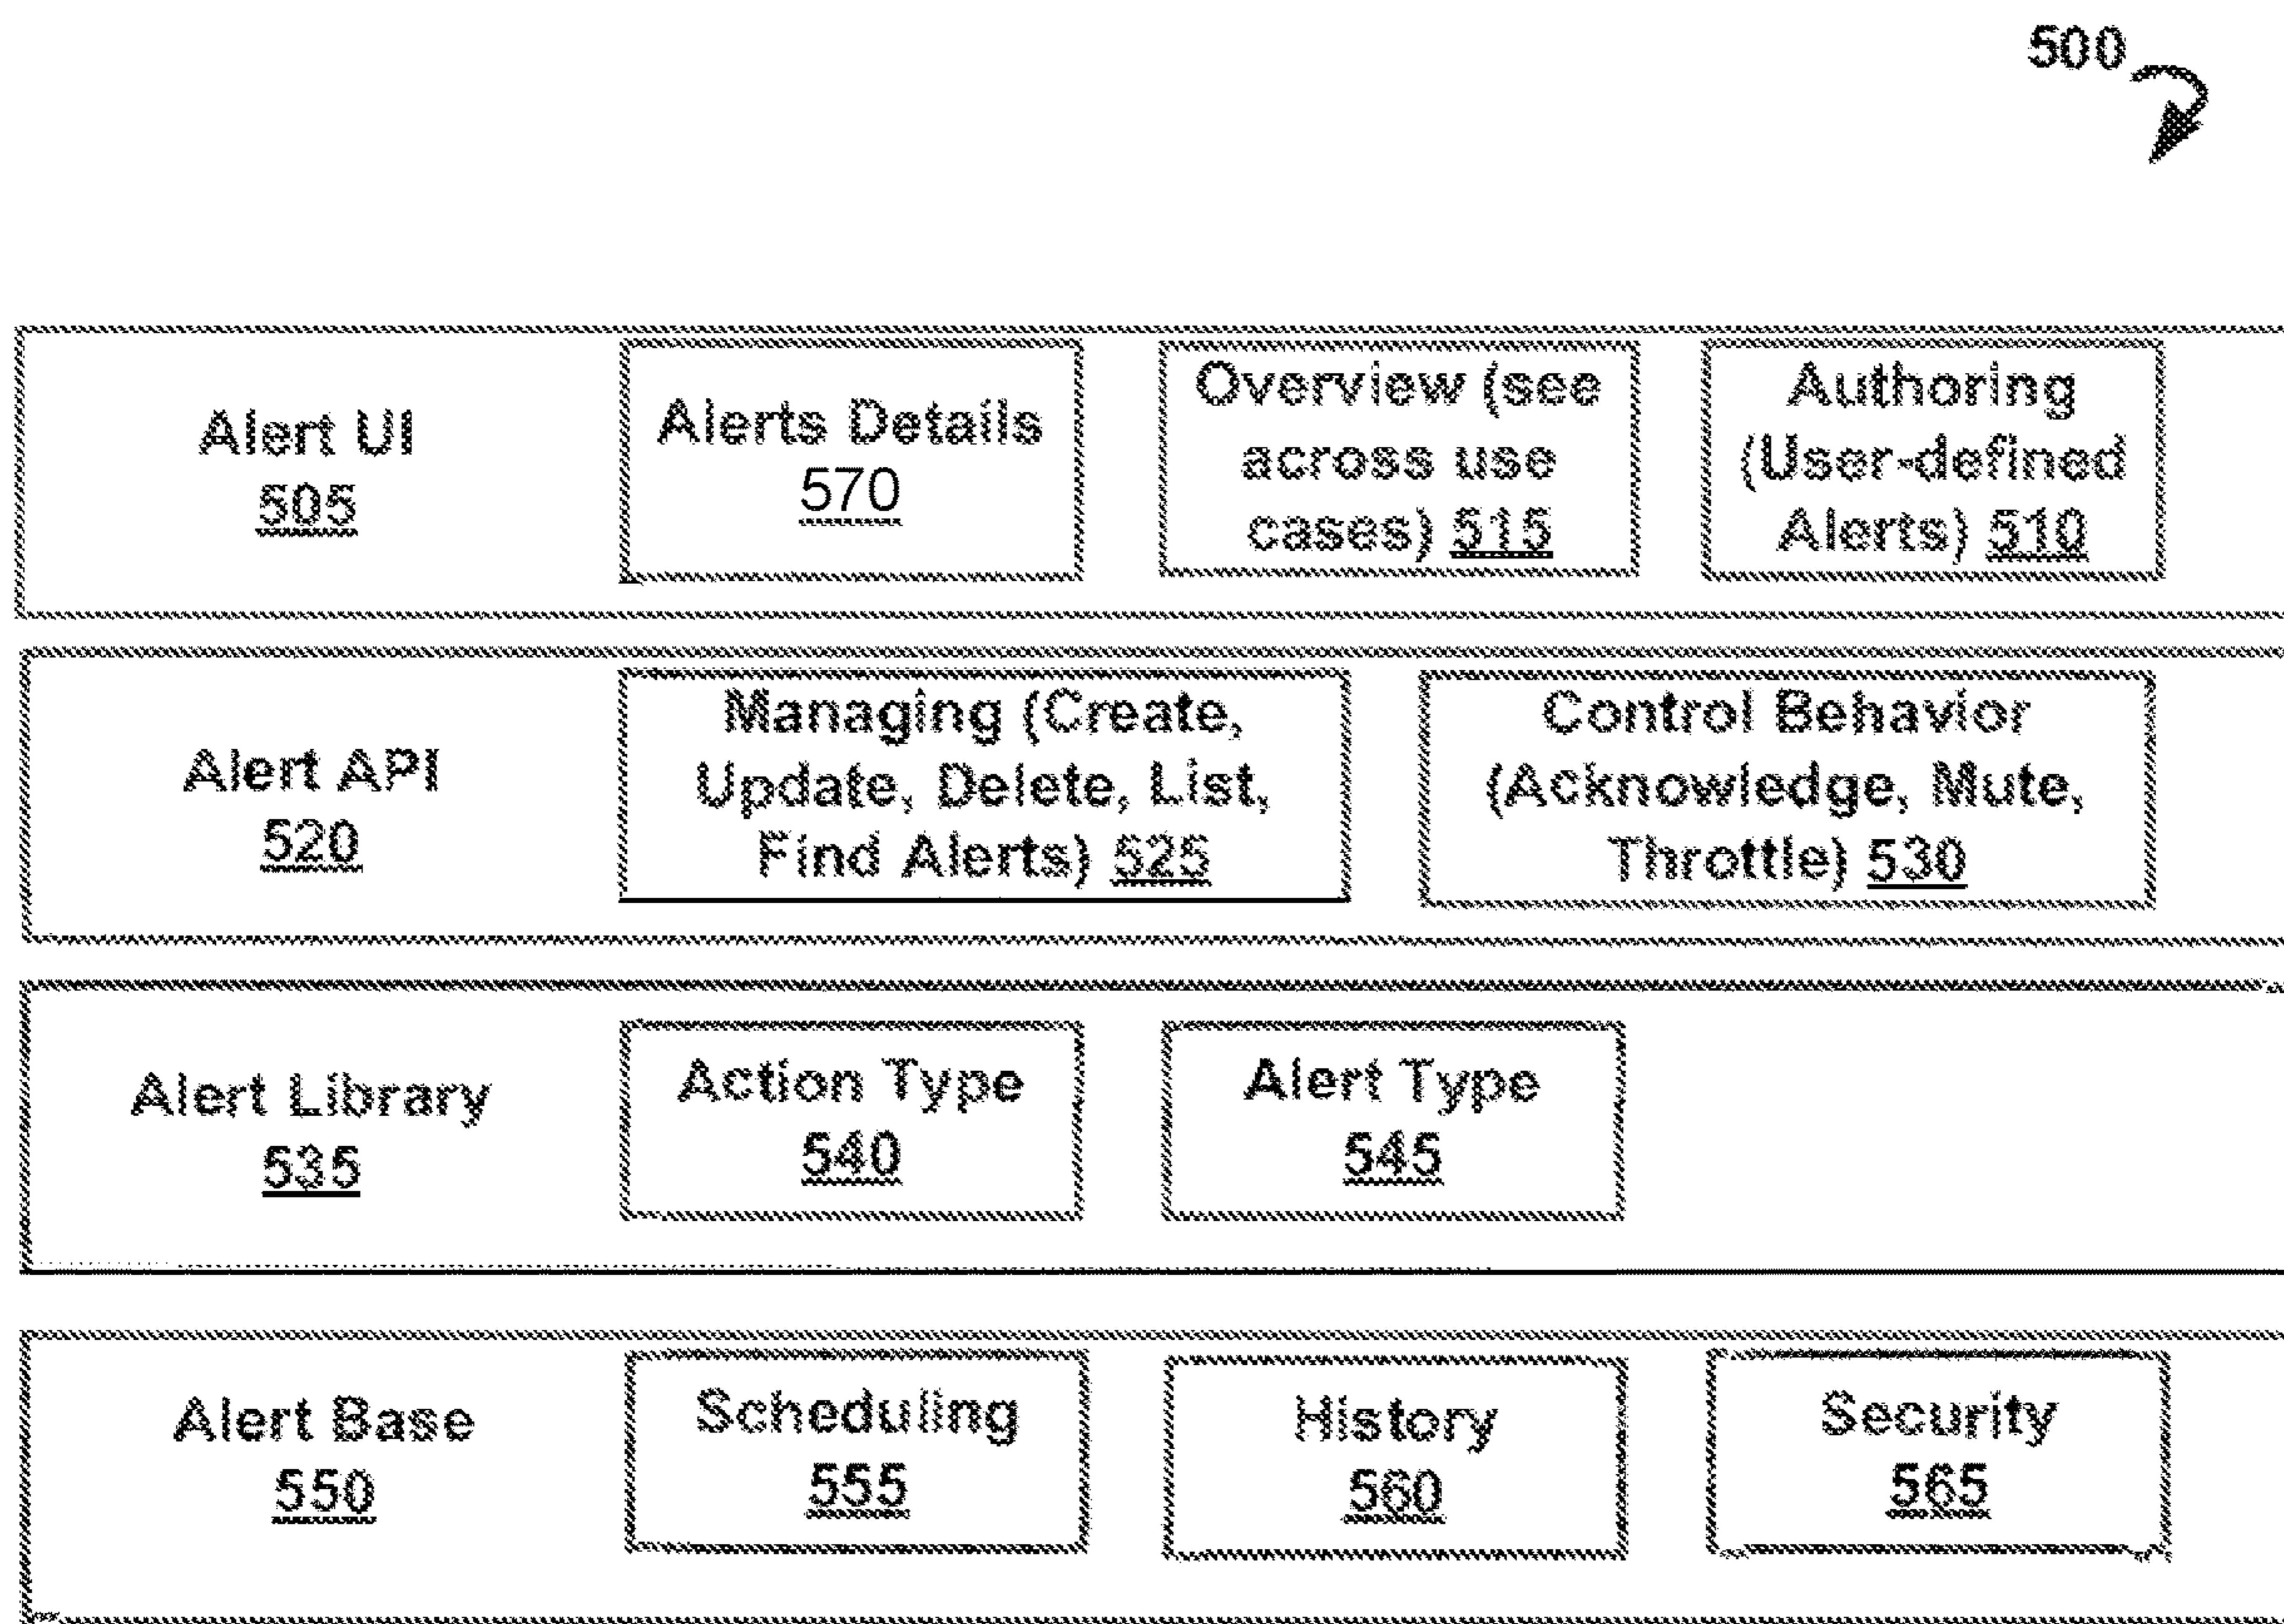 500
Alert UI
505
Alerts Details
570
Overview (see
across use
cases) 515
Authoring
(User-defined
Alerts) 510
Alert API
520
Managing (Create,
Update, Delete, List,
Find Alerts) 525
Control Behavior
(Acknowledge, Mute,
Throttle) 530
Alert Library
535
Action Type
540
Alert Type
545
Alert Base
550
Scheduling
555
History
560
Security
565